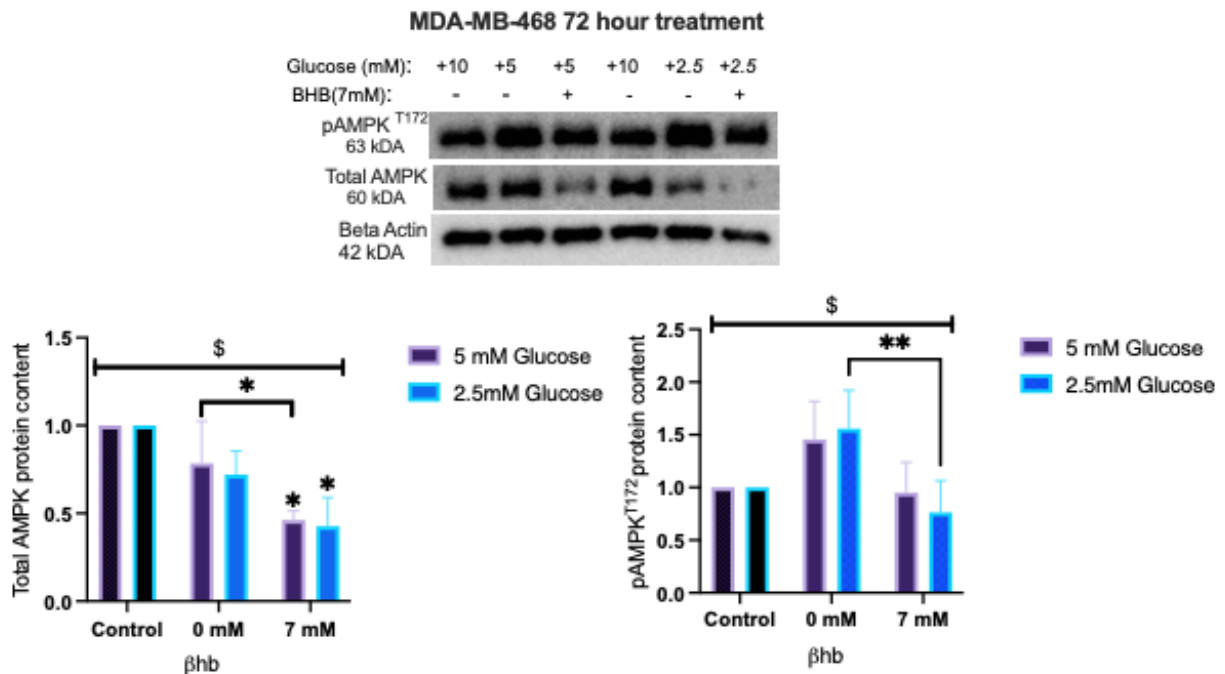 MDA-MB-468 72 hour treatment
Glucose (mM): +10 +5 +5 +10 +2.5 +2.5
BHB(7mM): - - + - - +
pAMPK T172
63 kDA
Total AMPK
60 kDA
Beta Actin
42 kDA
Total AMPK protein content
1.5
1.0
0.5
0.0
$
*
*
*
Control 0 mM 7 mM
βhb
5 mM Glucose
2.5mM Glucose
pAMPKT172 protein content
2.5
2.0
1.5
1.0
0.5
0.0
$
**
Control 0 mM 7 mM
βhb
5 mM Glucose
2.5mM Glucose